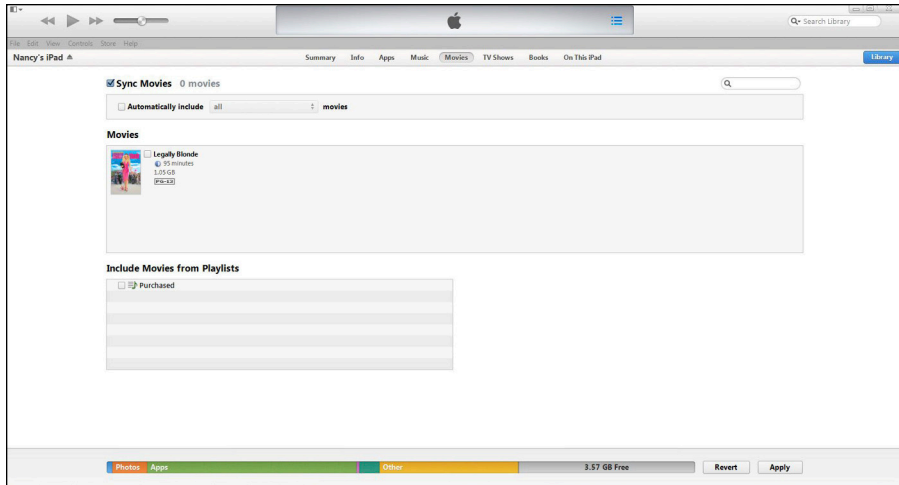 Search Library
File Edit View Controls Store Help
Nancy's iPad Summary Info Apps Music Movies TV Shows Books On This iPad Library
Sync Movies 0 movies
Automatically include all movies
Movies
Legally Blonde
95 minutes
1.05 GB
PG-13
Include Movies from Playlists
Purchased
Photos Apps Other 3.57 GB Free Revert Apply